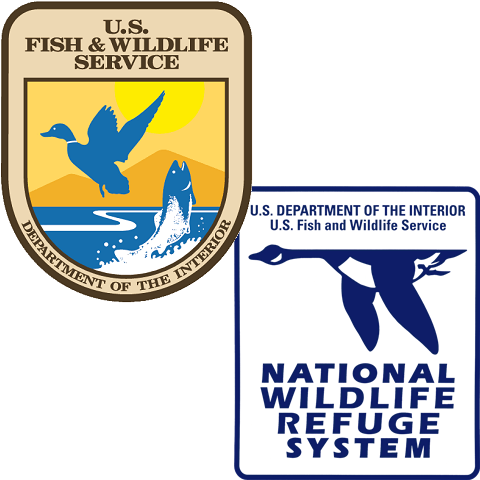 U.S.
FISH & WILDLIFE
SERVICE
DEPARTMENT OF THE INTERIOR
U.S. DEPARTMENT OF THE INTERIOR
U.S. Fish and Wildlife Service
NATIONAL
WILDLIFE
REFUGE
SYSTEM